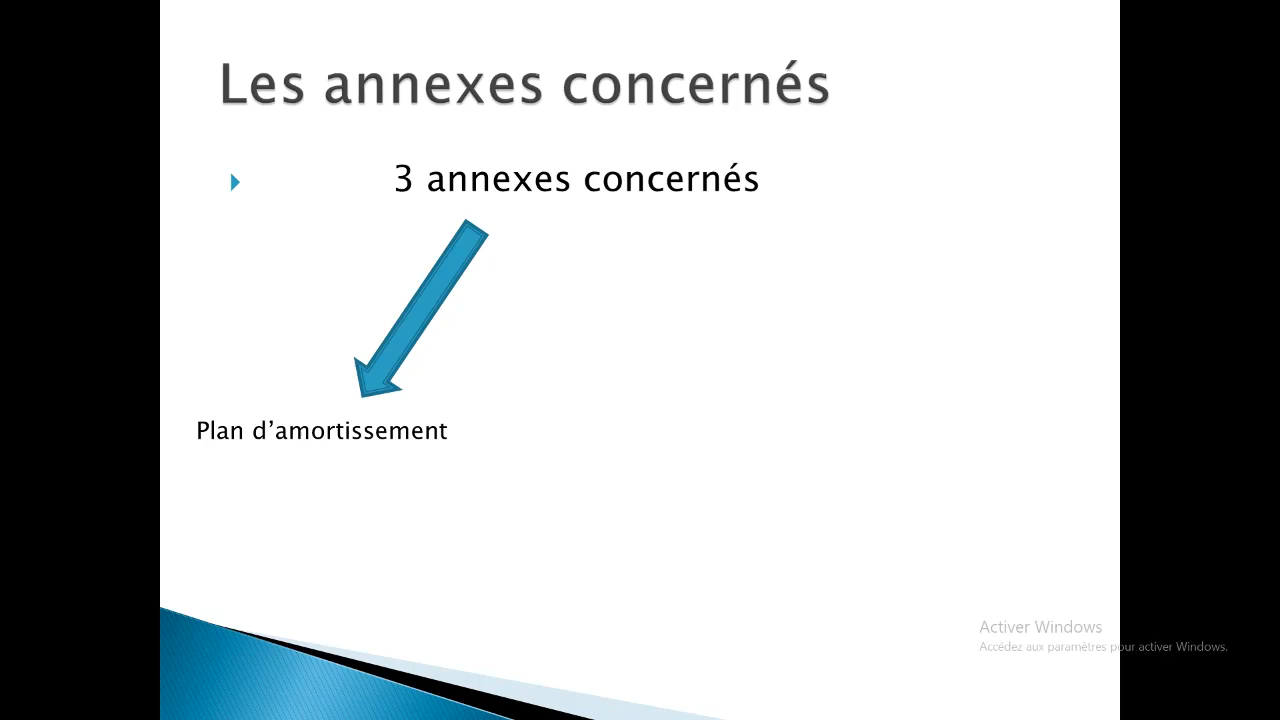 Les annexes concernés
3 annexes concernés
Plan d’amortissement
Activer Windows
Accédez aux paramètres pour activer Windows.